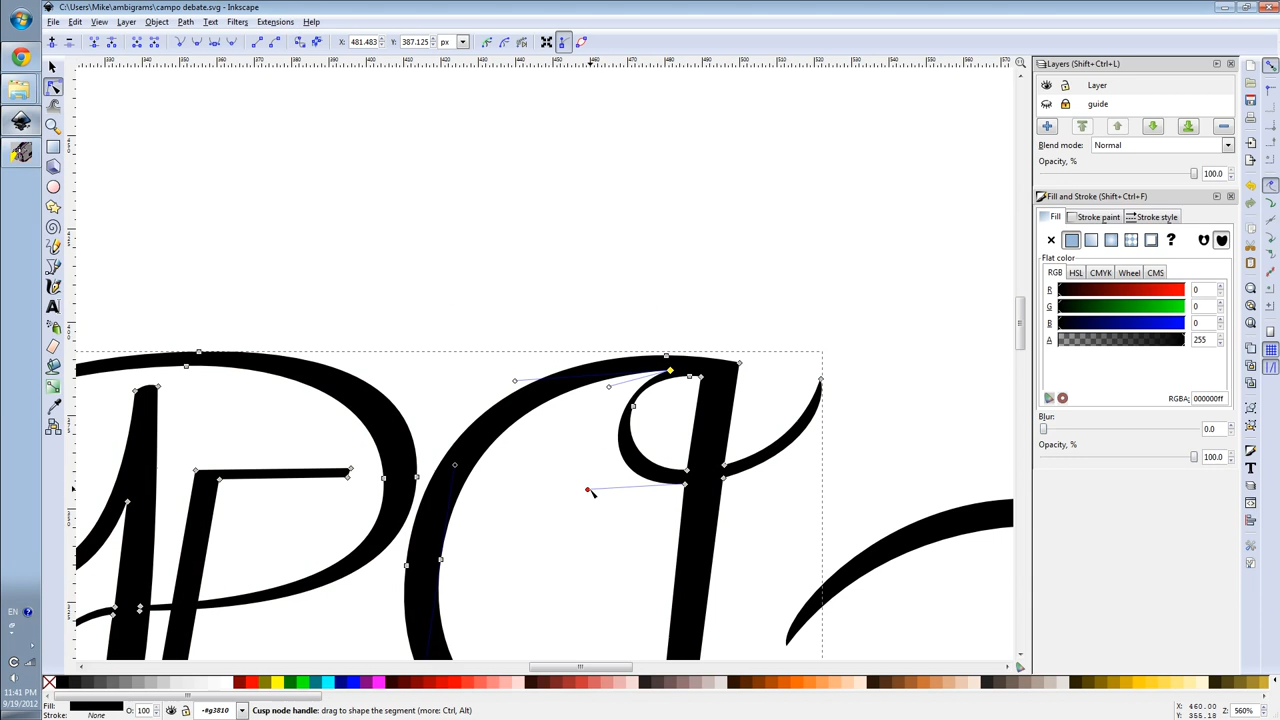 C:\Users\Mike\ambigrams\campo debate.svg - Inkscape
File Edit View Layer Object Path Text Filters Extensions Help
X: 481.483 Y: 387.125 px
Layers (Shift+Ctrl+L)
Layer
guide
Blend mode: Normal
Opacity, % 100.0
Fill and Stroke (Shift+Ctrl+F)
Fill Stroke paint Stroke style
Flat color
RGB HSL CMYK Wheel CMS
R 0
G 0
B 0
A 255
RGBA: 000000ff
Blur:
0.0
Opacity, %
100.0
EN
11:41 PM
9/19/2012
Fill:
Stroke: None
O: 100
-#g3810
Cusp node handle: drag to shape the segment (more: Ctrl, Alt)
X: 460.00
Y: 355.18
Z: 560%